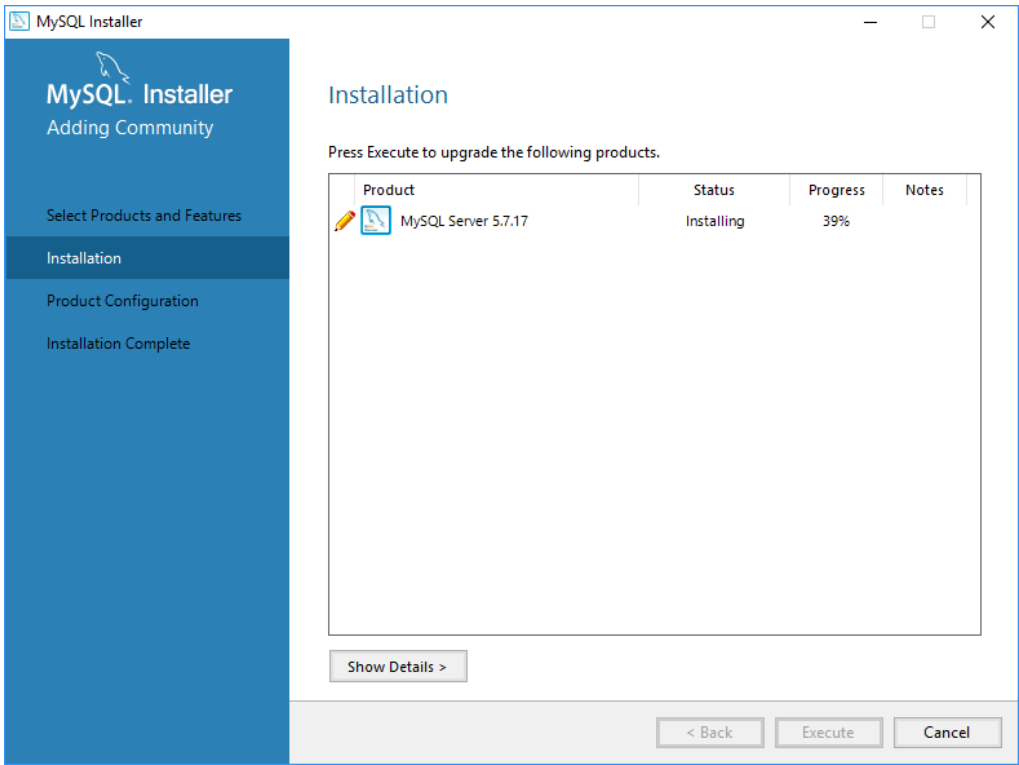 MySQL Installer
MySQL. Installer
Adding Community
Select Products and Features
Installation
Product Configuration
Installation Complete
Installation
Press Execute to upgrade the following products.
Product Status Progress Notes
MySQL Server 5.7.17 Installing 39%
Show Details >
< Back Execute Cancel